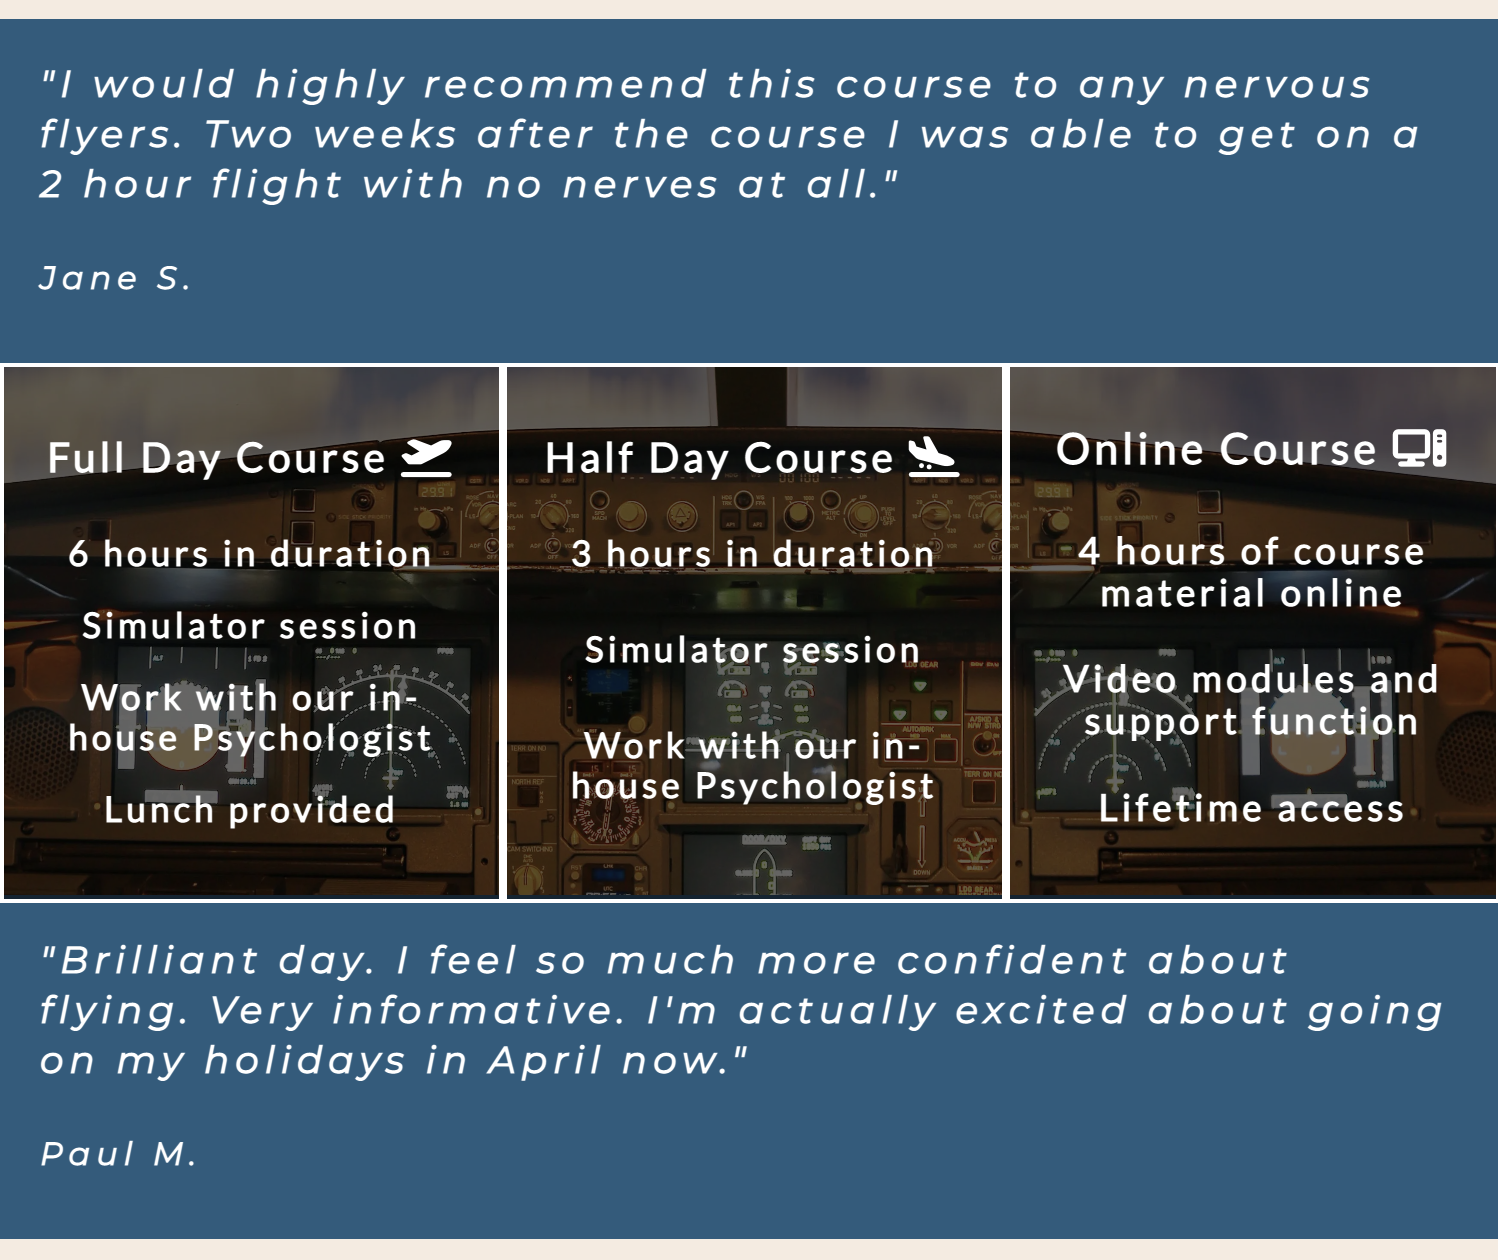 "I would highly recommend this course to any nervous
flyers. Two weeks after the course I was able to get on a
2 hour flight with no nerves at all."
Jane S.
Full Day Course
6 hours in duration
Simulator session
Work with our in-
house Psychologist
Lunch provided
Half Day Course
3 hours in duration
Simulator session
Work with our in-
house Psychologist
Online Course
4 hours of course
material online
Video modules and
support function
Lifetime access
"Brilliant day. I feel so much more confident about
flying. Very informative. I'm actually excited about going
on my holidays in April now."
Paul M.